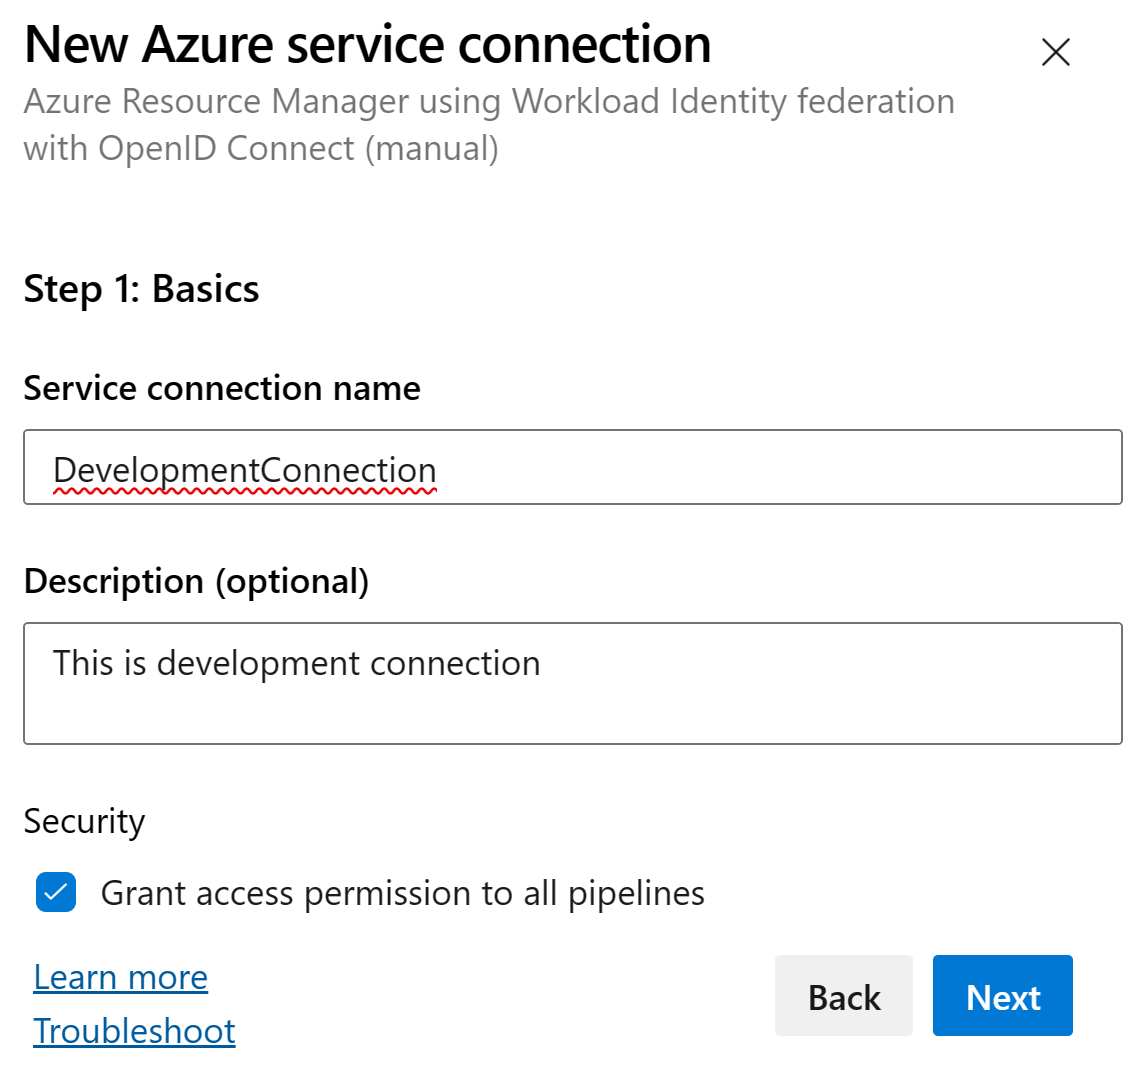 New Azure service connection
Azure Resource Manager using Workload Identity federation
with OpenID Connect (manual)
Step 1: Basics
Service connection name
DevelopmentConnection
Description (optional)
This is development connection
Security
Grant access permission to all pipelines
Learn more
Troubleshoot
Back
Next